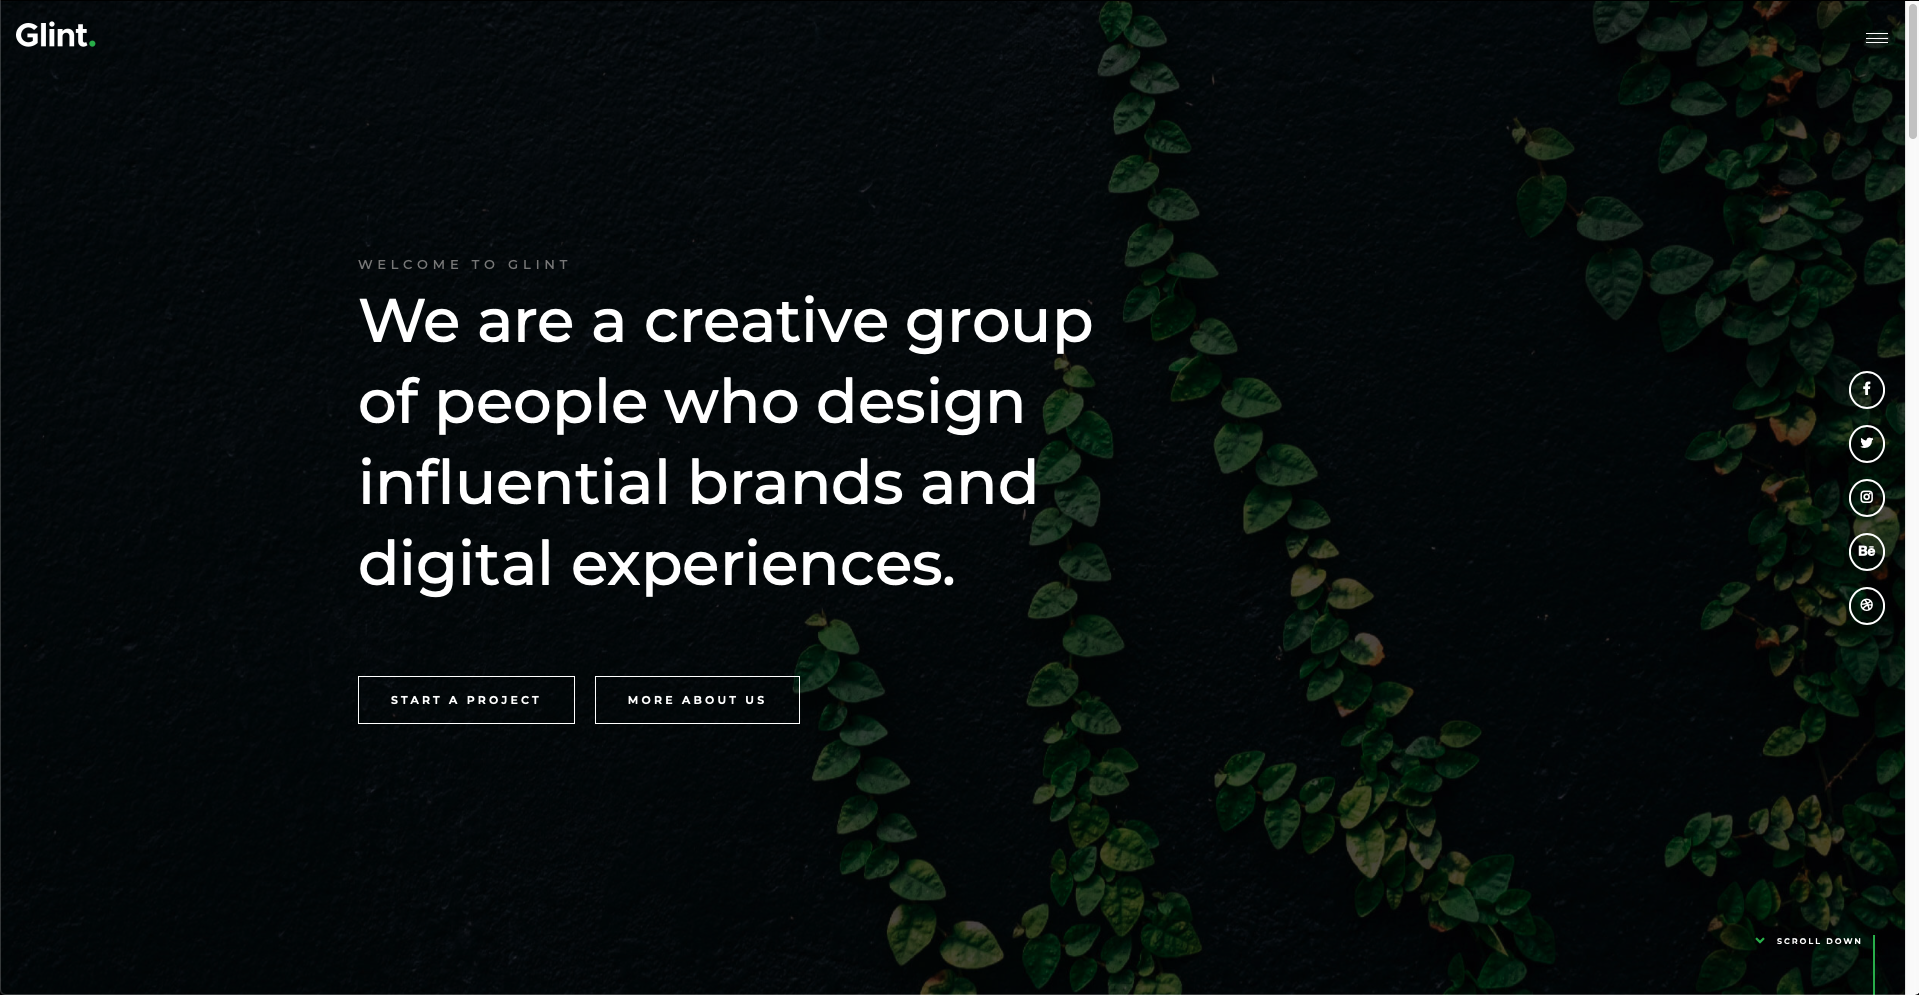 Glint.
WELCOME TO GLINT
We are a creative group
of people who design
influential brands and
digital experiences.
START A PROJECT
MORE ABOUT US
Bē
SCROLL DOWN